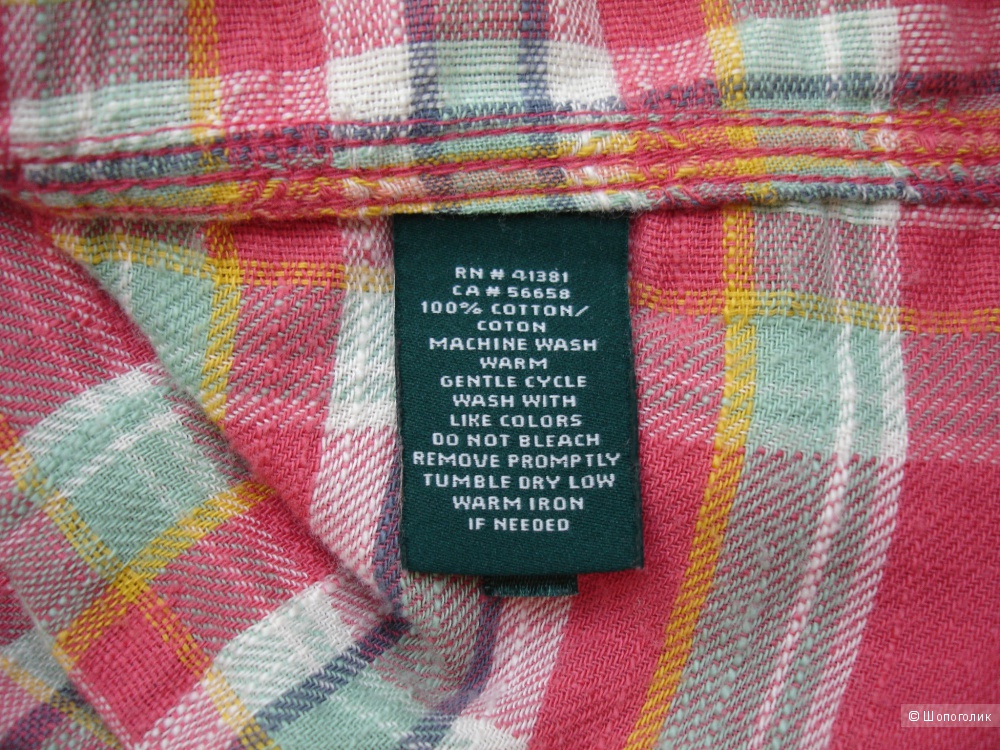 RN # 41381
CA # 56658
100% COTTON/
COTON
MACHINE WASH
WARM
GENTLE CYCLE
WASH WITH
LIKE COLORS
DO NOT BLEACH
REMOVE PROMPTLY
TUMBLE DRY LOW
WARM IRON
IF NEEDED
© Шопоголик